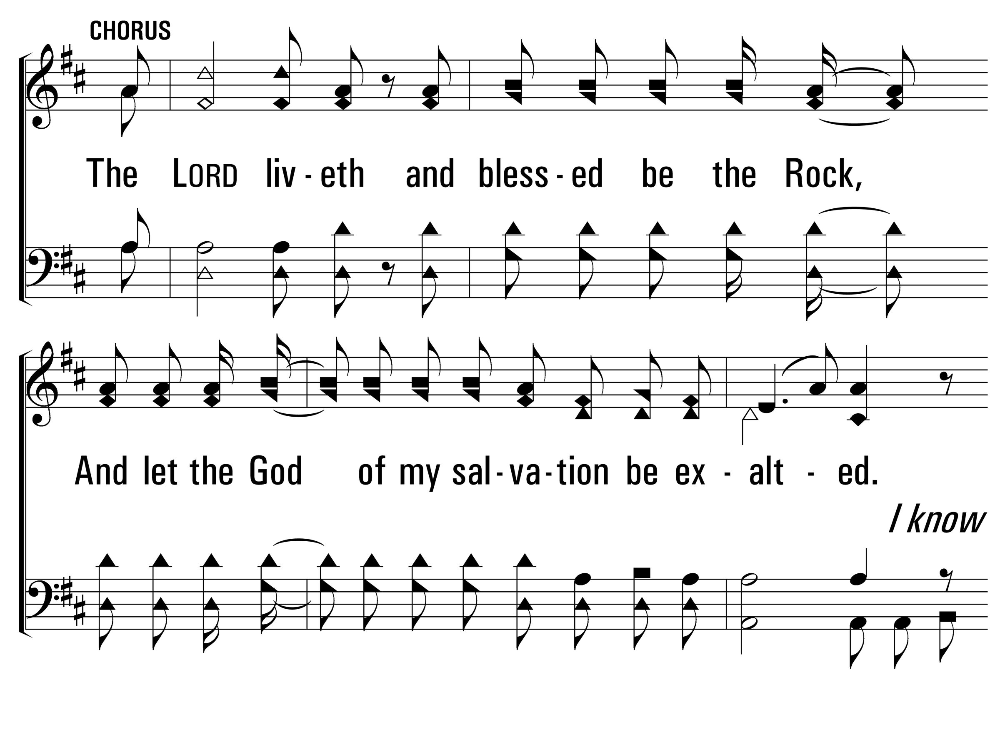 CHORUS
The LORD liv - eth and bless - ed be the Rock,
And let the God of my sal - va - tion be ex - alt - ed.
I know